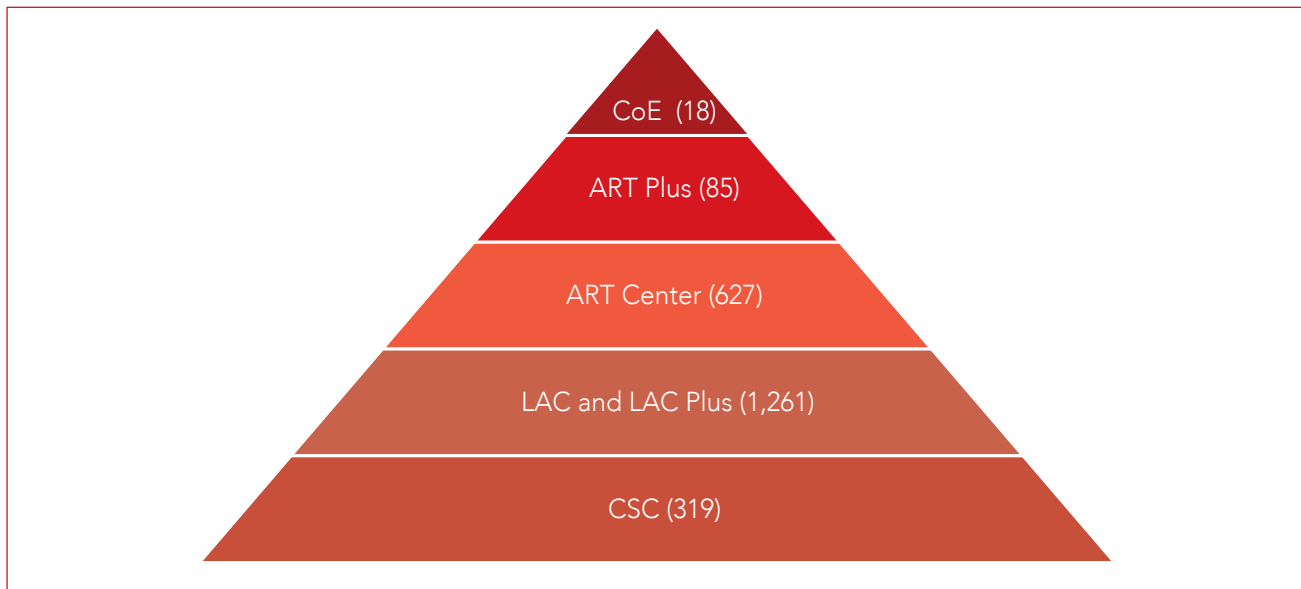 CoE (18)
ART Plus (85)
ART Center (627)
LAC and LAC Plus (1,261)
CSC (319)